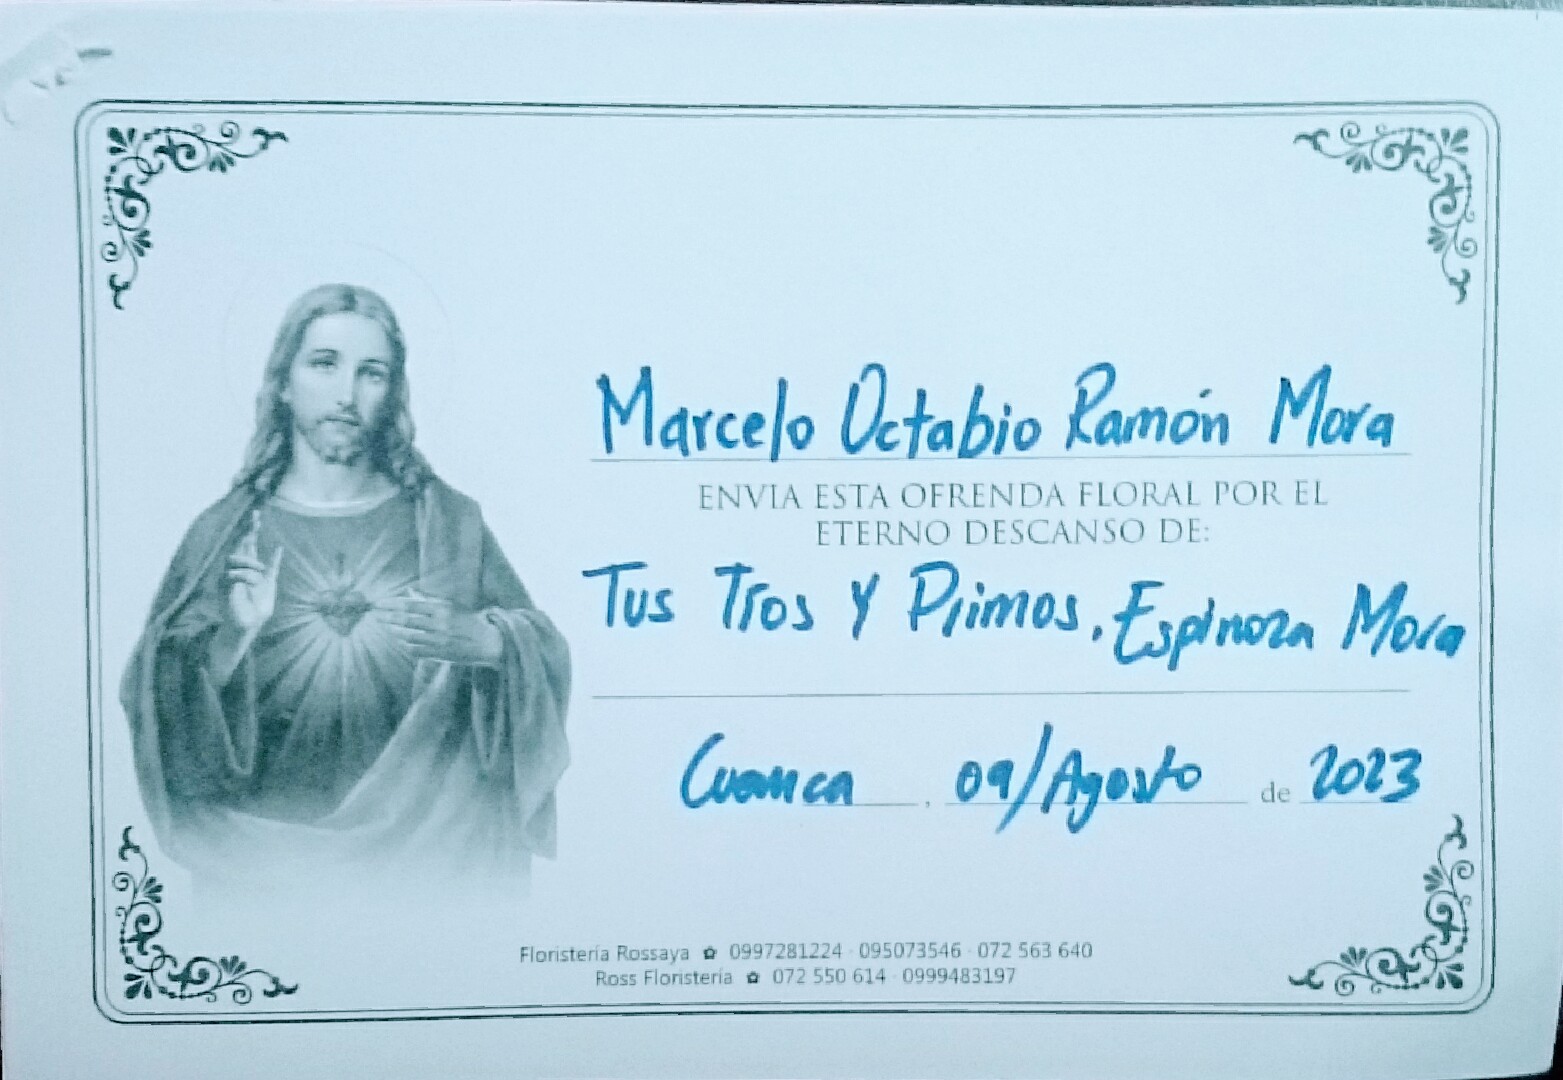 Marcelo Octabio Ramón Mora
ENVIA ESTA OFRENDA FLORAL POR EL
ETERNO DESCANSO DE:
Tus Tíos y Primos. Espinoza Mora
Cuenca, 09/Agosto de 2023
Floristería Rossaya ✿ 0997281224 · 095073546 · 072 563 640
Ross Floristería ✿ 072 550 614 · 0999483197